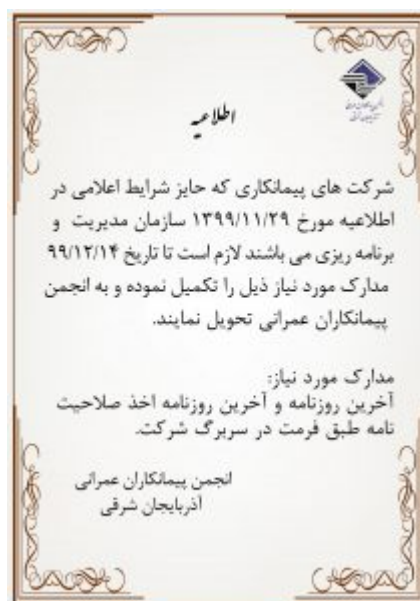 اطلاعیه
شرکت های پیمانکاری که حایز شرایط اعلامی در
اطلاعیه مورخ ۱۳۹۹/۱۱/۲۹ سازمان مدیریت و
برنامه ریزی می باشند لازم است تا تاریخ ۹۹/۱۲/۱۴
مدارک مورد نیاز ذیل را تکمیل نموده و به انجمن
پیمانکاران عمرانی تحویل نمایند.
مدارک مورد نیاز:
آخرین روزنامه و آخرین روزنامه اخذ صلاحیت
نامه طبق فرمت در سربرگ شرکت.
انجمن پیمانکاران عمرانی
آذربایجان شرقی